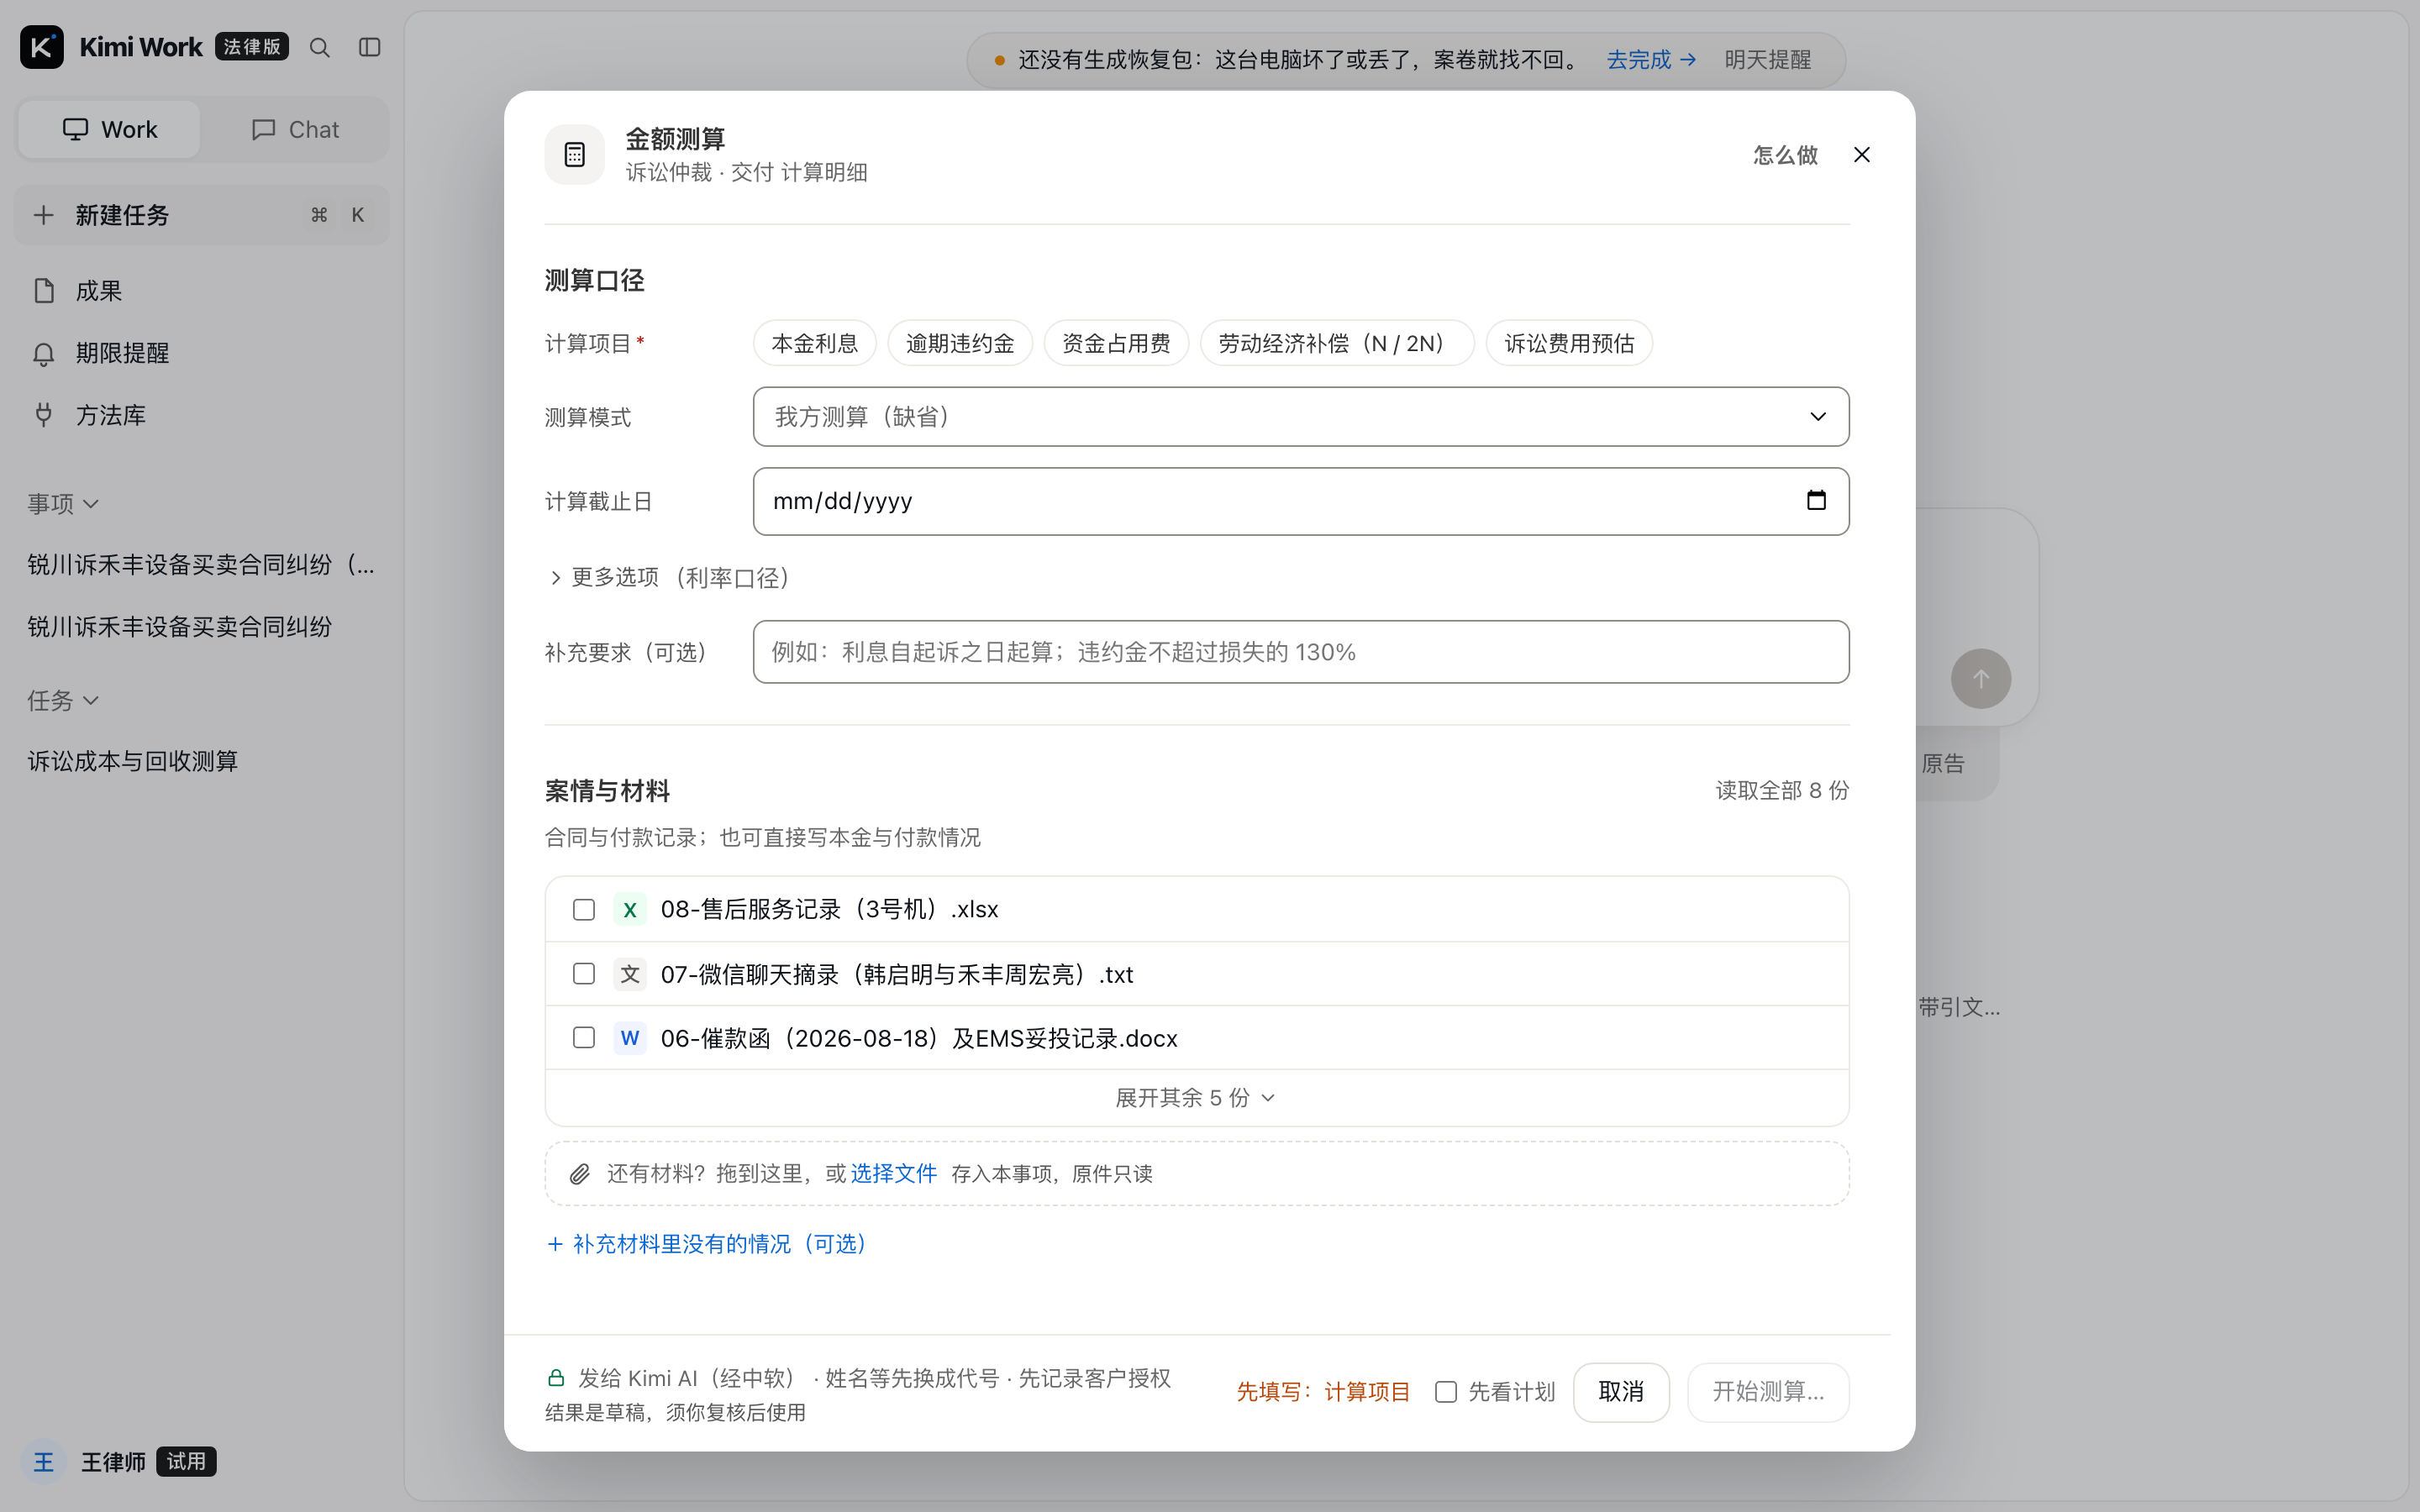 Kimi Work 法律版
Work
Chat
新建任务 ⌘ K
成果
期限提醒
方法库
事项
锐川诉禾丰设备买卖合同纠纷（...
锐川诉禾丰设备买卖合同纠纷
任务
诉讼成本与回收测算
王 王律师 试用
还没有生成恢复包：这台电脑坏了或丢了，案卷就找不回。 去完成 → 明天提醒
金额测算
诉讼仲裁 · 交付 计算明细
怎么做
测算口径
计算项目* 本金利息 逾期违约金 资金占用费 劳动经济补偿（N / 2N） 诉讼费用预估
测算模式 我方测算（缺省）
计算截止日 mm/dd/yyyy
更多选项 （利率口径）
补充要求（可选） 例如：利息自起诉之日起算；违约金不超过损失的 130%
案情与材料 读取全部 8 份
合同与付款记录；也可直接写本金与付款情况
X 08-售后服务记录（3号机）.xlsx
文 07-微信聊天摘录（韩启明与禾丰周宏亮）.txt
W 06-催款函（2026-08-18）及EMS妥投记录.docx
展开其余 5 份
还有材料？拖到这里，或选择文件 存入本事项，原件只读
+ 补充材料里没有的情况（可选）
发给 Kimi AI（经中软） · 姓名等先换成代号 · 先记录客户授权
结果是草稿，须你复核后使用
先填写：计算项目 先看计划 取消 开始测算...
原告
带引文...